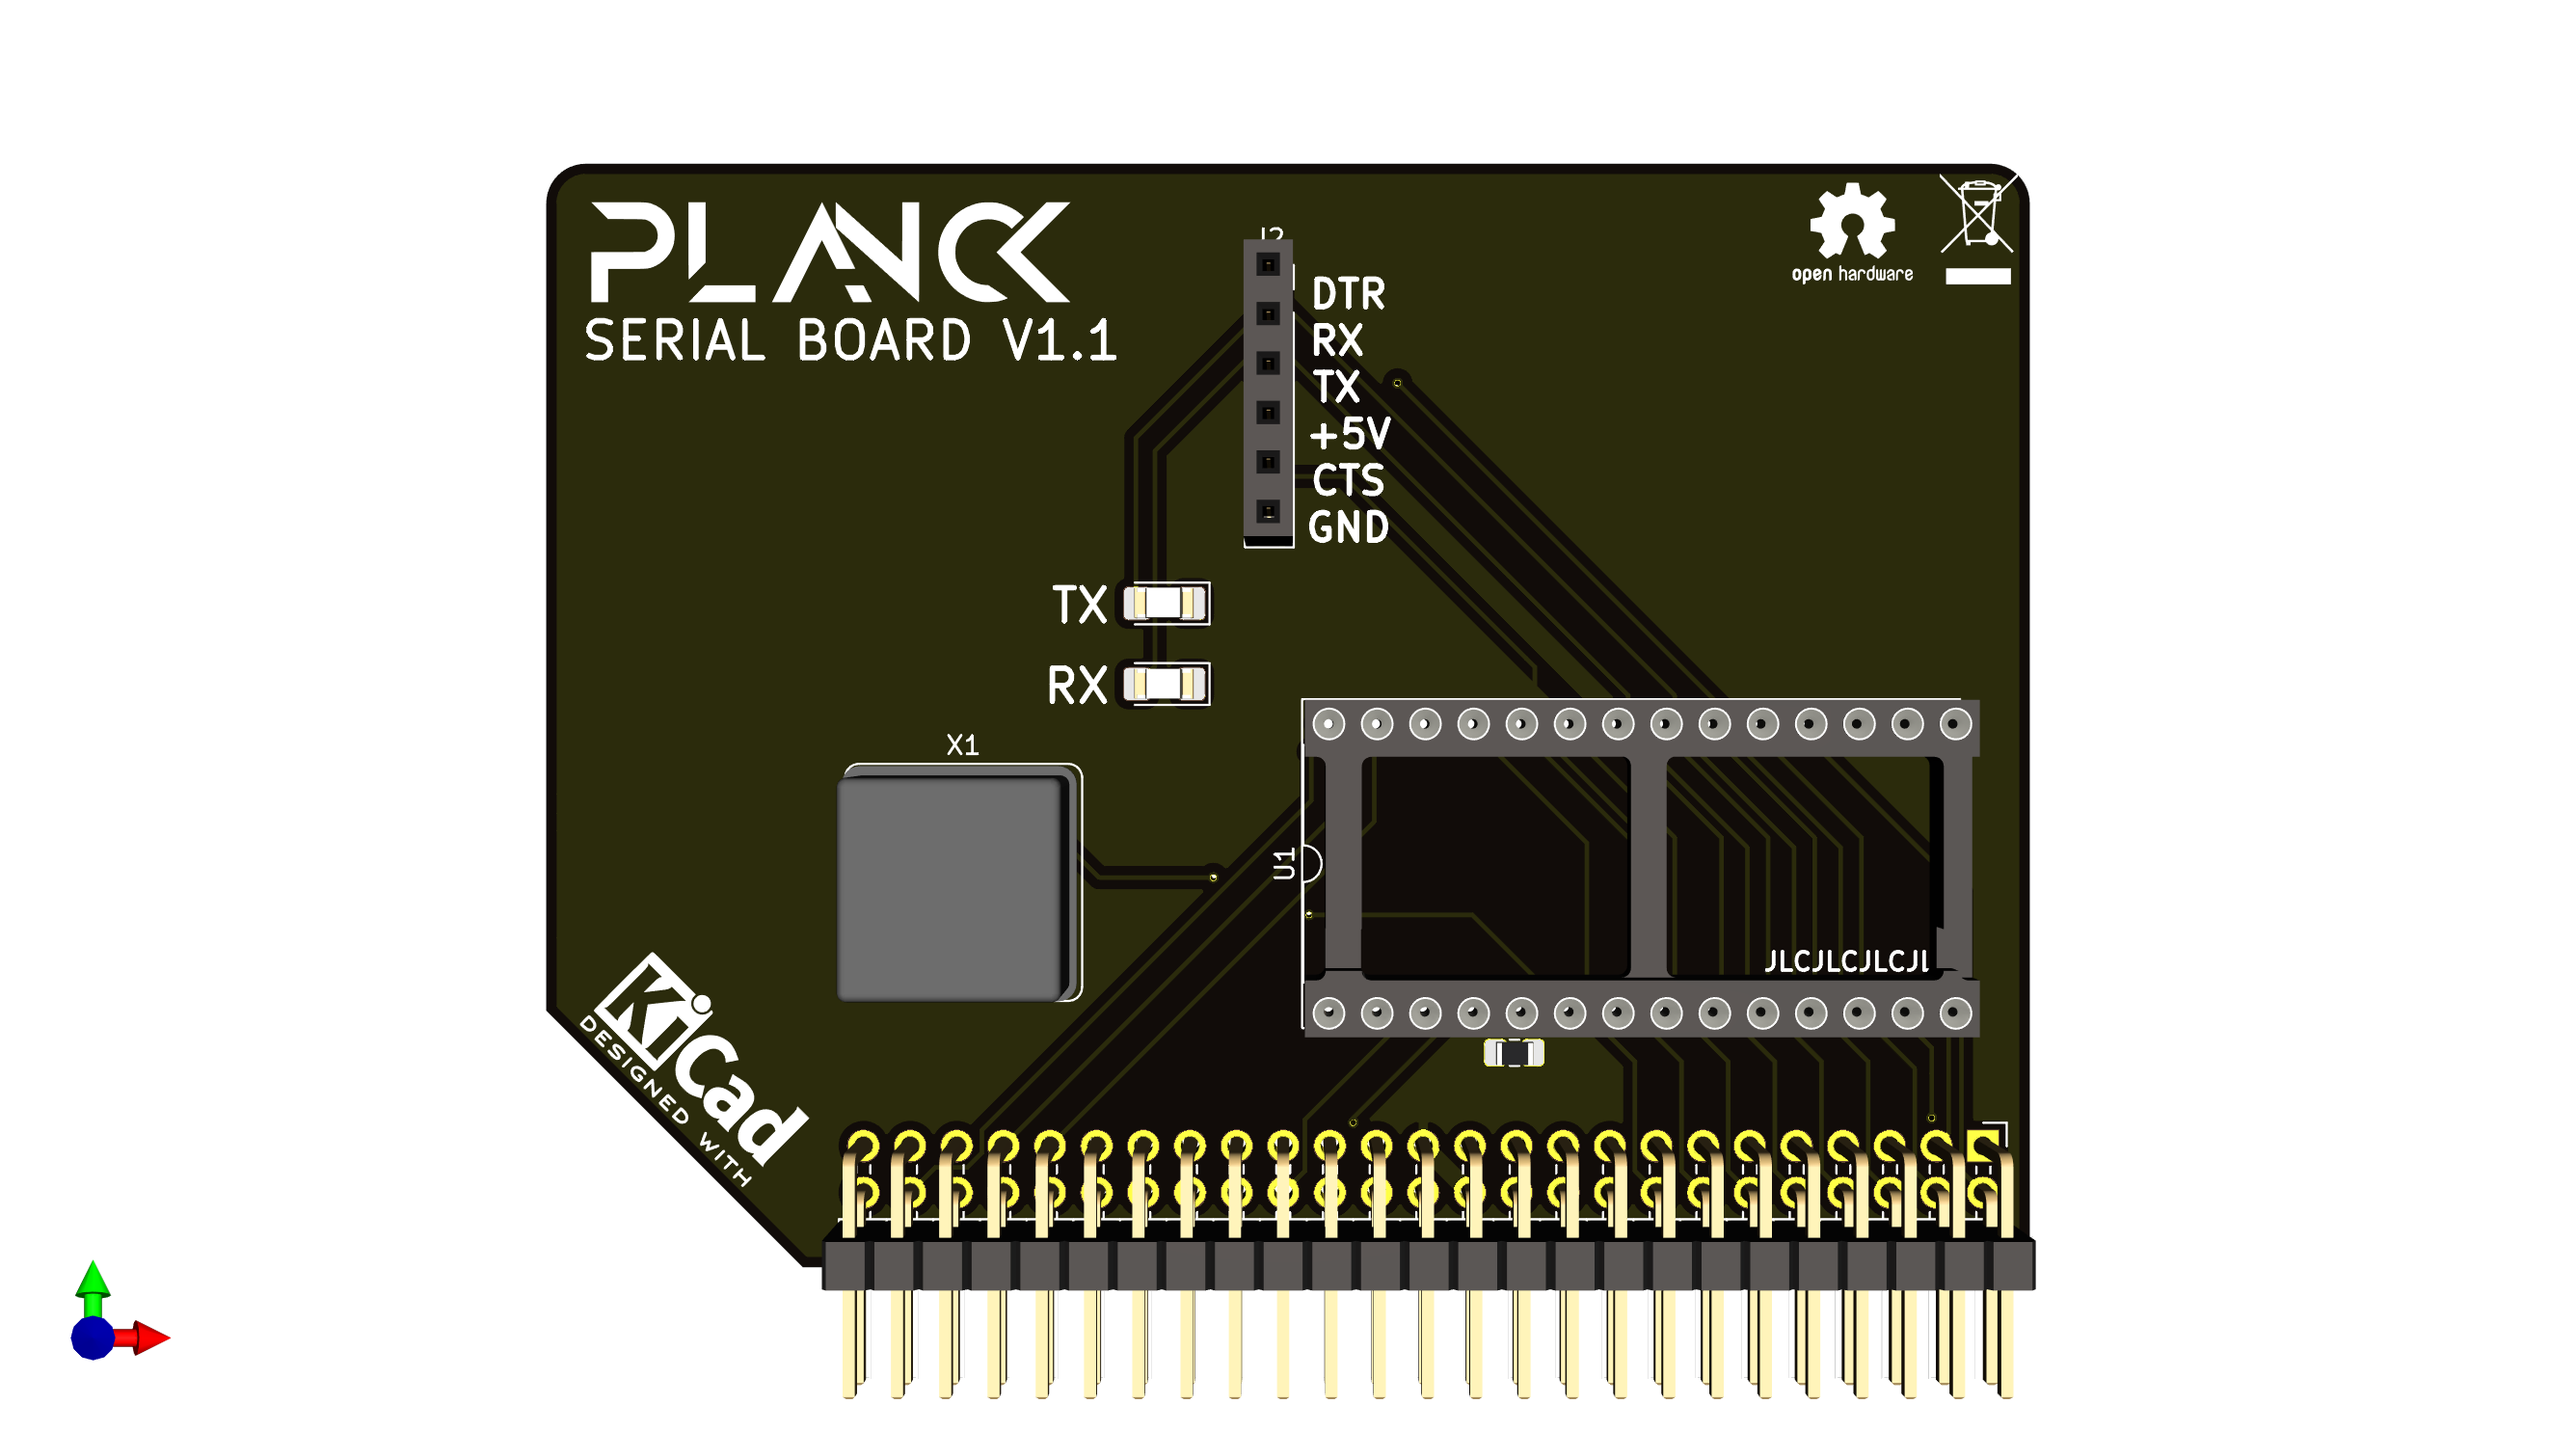 PLANCK
SERIAL BOARD V1.1
J2
DTR
RX
TX
+5V
CTS
GND
open hardware
TX
RX
X1
U1
JLCJLCJLCJL
KiCad
DESIGNED WITH